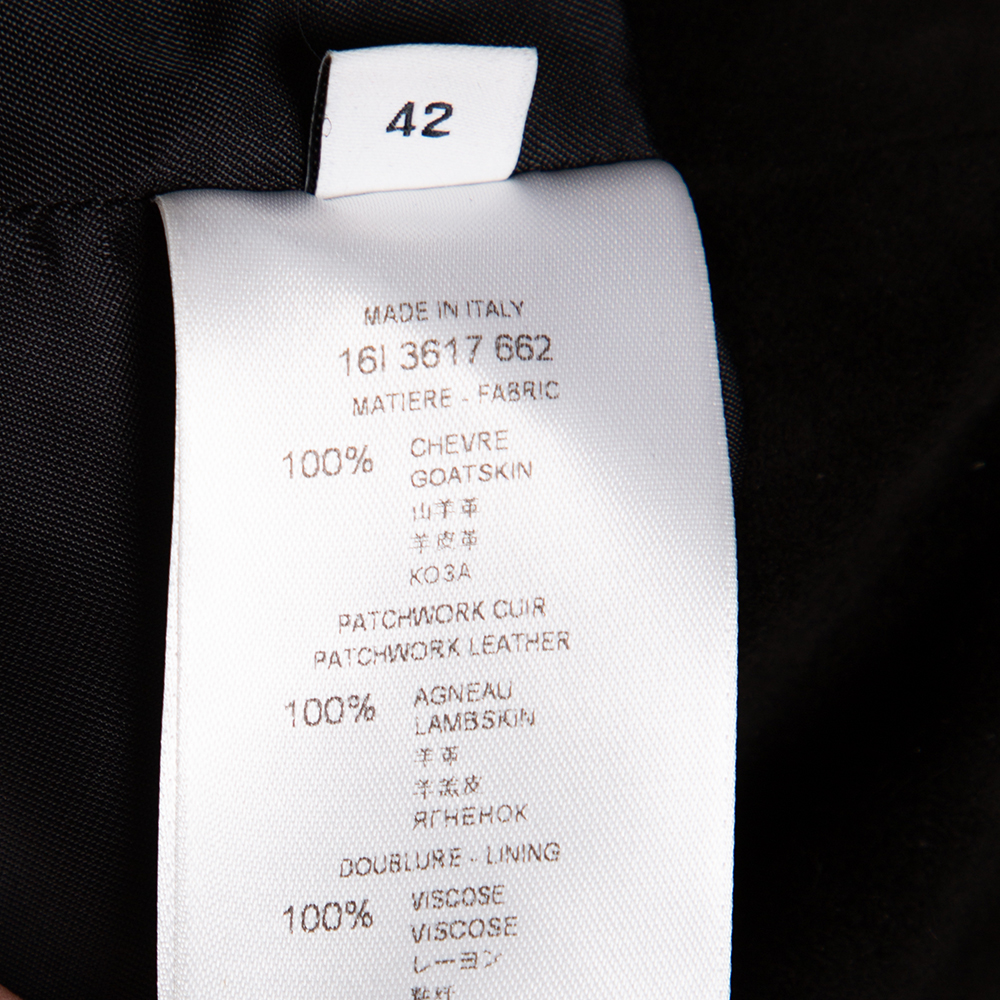 42
MADE IN ITALY
16I 3617 662
MATIERE - FABRIC
100% CHEVRE
GOATSKIN
山羊革
羊皮革
КОЗА
PATCHWORK CUIR
PATCHWORK LEATHER
100% AGNEAU
LAMBSKIN
羊革
羊羔皮
ЯГНЕНОК
DOUBLURE - LINING
100% VISCOSE
VISCOSE
レーヨン